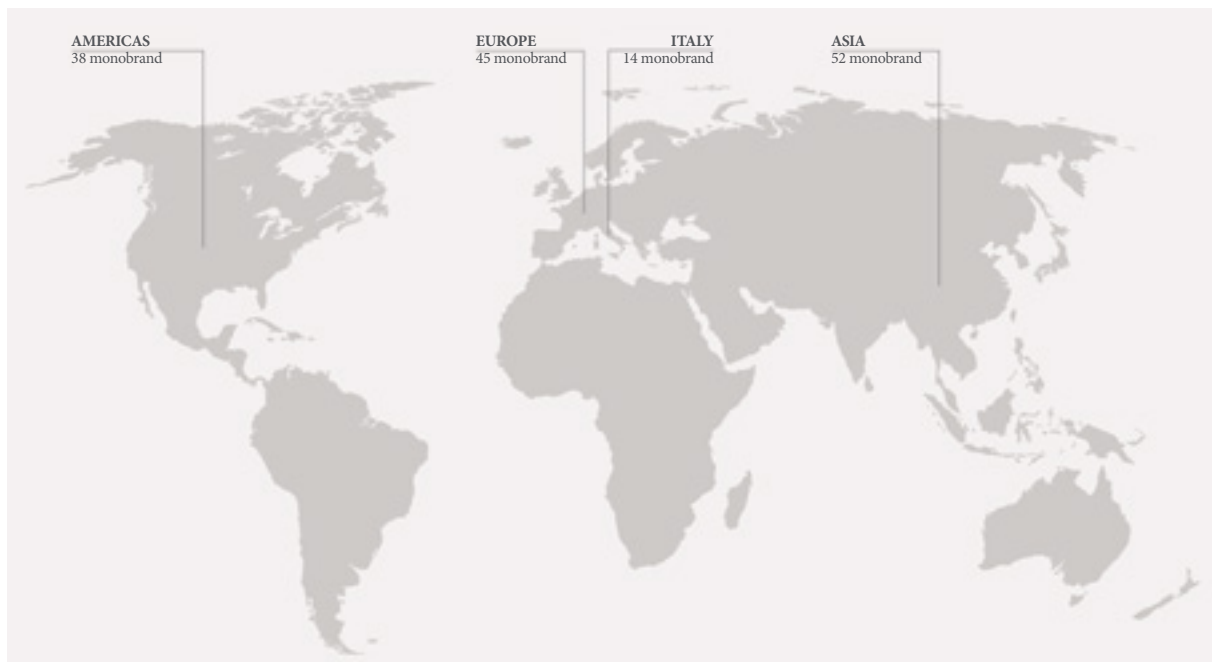 AMERICAS
38 monobrand
EUROPE
45 monobrand
ITALY
14 monobrand
ASIA
52 monobrand